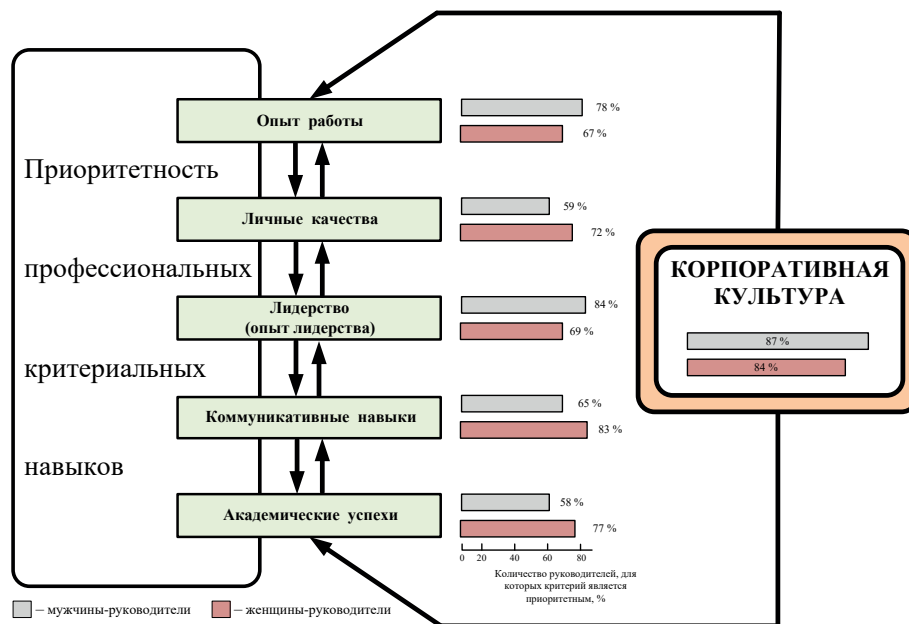 Опыт работы
78 %
67 %
Приоритетность
Личные качества
59 %
72 %
профессиональных
Лидерство
(опыт лидерства)
84 %
69 %
КОРПОРАТИВНАЯ
КУЛЬТУРА
87 %
84 %
критериальных
Коммуникативные навыки
65 %
83 %
навыков
Академические успехи
58 %
77 %
0 20 40 60 80
Количество руководителей, для
которых критерий является
приоритетным, %
– мужчины-руководители
– женщины-руководители